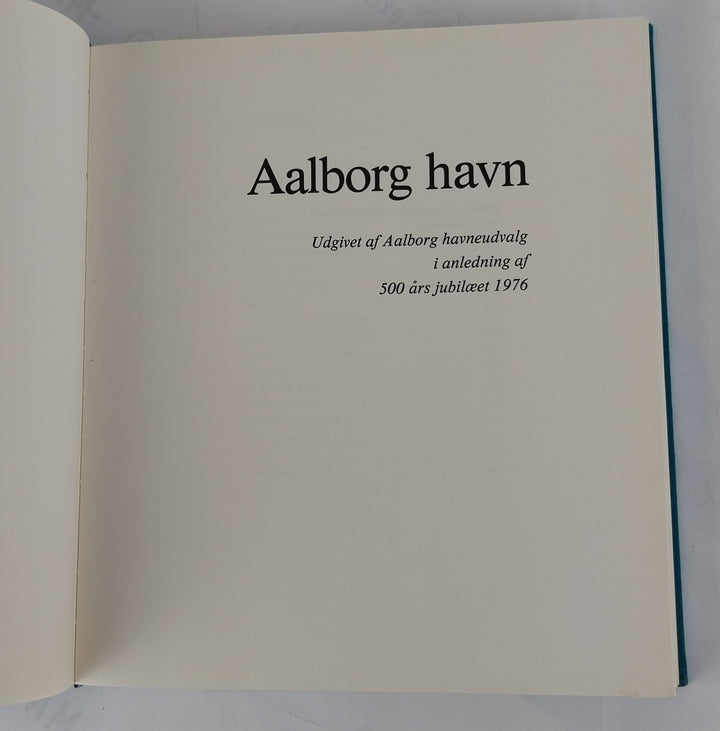 Aalborg havn
Udgivet af Aalborg havneudvalg
i anledning af
500 års jubilæet 1976